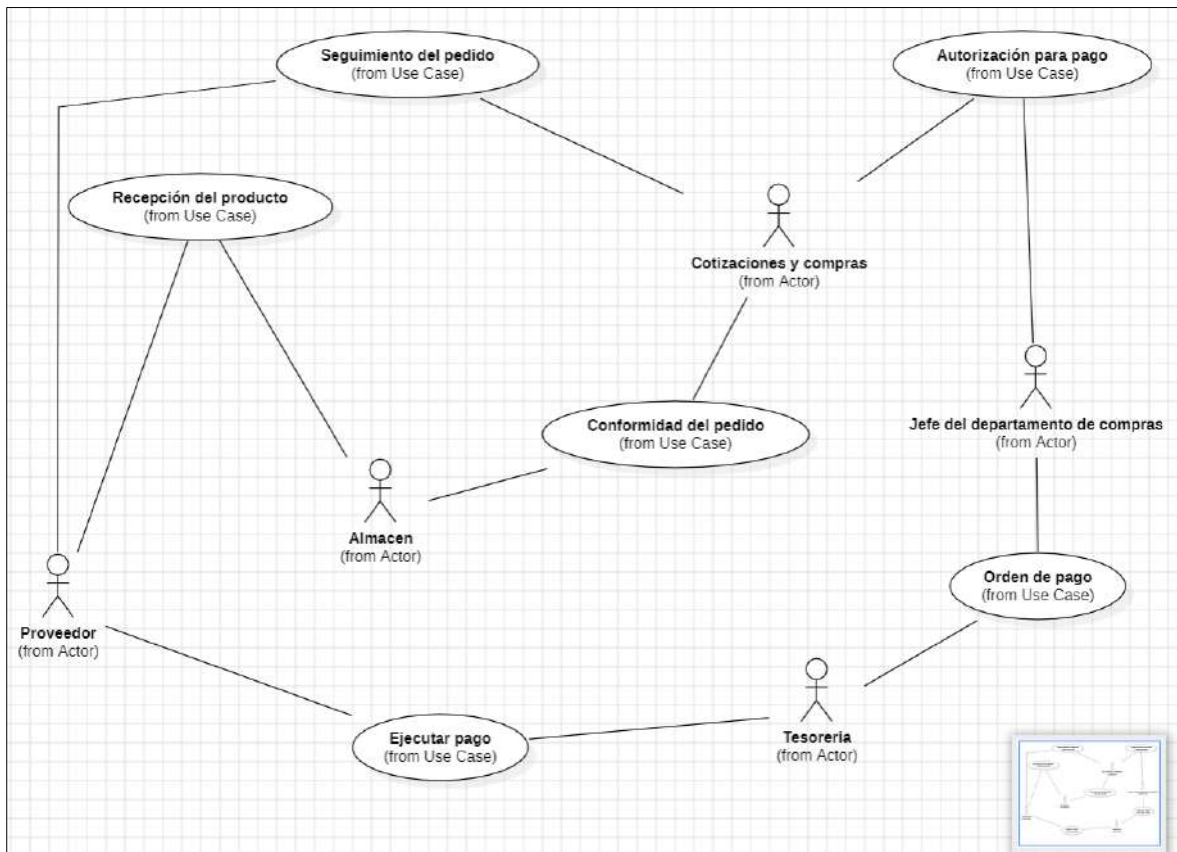 Seguimiento del pedido
(from Use Case)
Autorización para pago
(from Use Case)
Recepción del producto
(from Use Case)
Cotizaciones y compras
(from Actor)
Conformidad del pedido
(from Use Case)
Jefe del departamento de compras
(from Actor)
Almacen
(from Actor)
Orden de pago
(from Use Case)
Proveedor
(from Actor)
Ejecutar pago
(from Use Case)
Tesoreria
(from Actor)